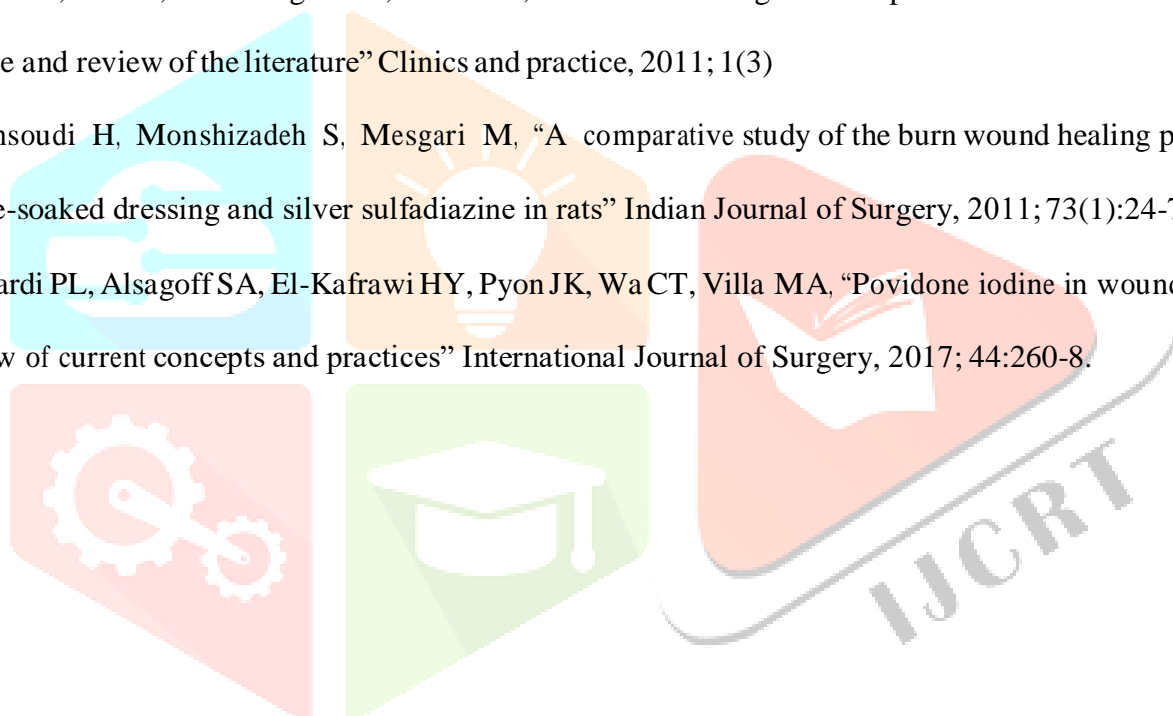 e and review of the literature” Clinics and practice, 2011; 1(3)
nsoudi H, Monshizadeh S, Mesgari M, “A comparative study of the burn wound healing p
e-soaked dressing and silver sulfadiazine in rats” Indian Journal of Surgery, 2011; 73(1):24-7
ardi PL, Alsagoff SA, El-Kafrawi HY, Pyon JK, Wa CT, Villa MA, “Povidone iodine in wound
w of current concepts and practices” International Journal of Surgery, 2017; 44:260-8.
IJCRT